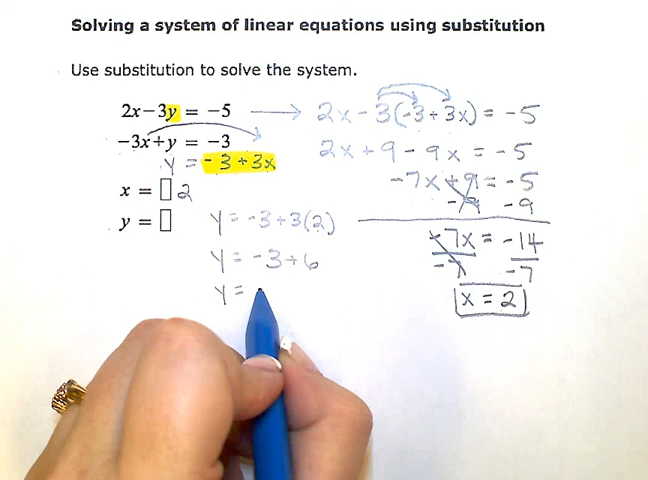 Solving a system of linear equations using substitution
Use substitution to solve the system.
2x−3y = −5
2x - 3(-3+3x) = -5
−3x+y = −3
y = -3+3x
2x + 9 - 9x = -5
-7x + 9 = -5
-9 -9
x = 2
y =
y = -3+3(2)
-7x = -14
-7 -7
y = -3+6
y =
x = 2